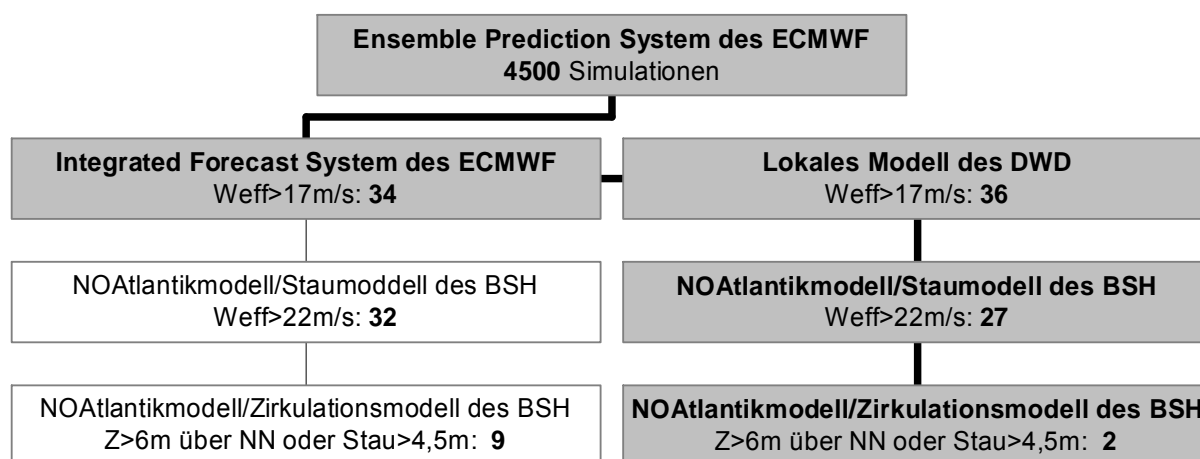 Ensemble Prediction System des ECMWF
4500 Simulationen
Integrated Forecast System des ECMWF
Weff>17m/s: 34
Lokales Modell des DWD
Weff>17m/s: 36
NOAtlantikmodell/Staumoddell des BSH
Weff>22m/s: 32
NOAtlantikmodell/Staumodell des BSH
Weff>22m/s: 27
NOAtlantikmodell/Zirkulationsmodell des BSH
Z>6m über NN oder Stau>4,5m: 9
NOAtlantikmodell/Zirkulationsmodell des BSH
Z>6m über NN oder Stau>4,5m: 2